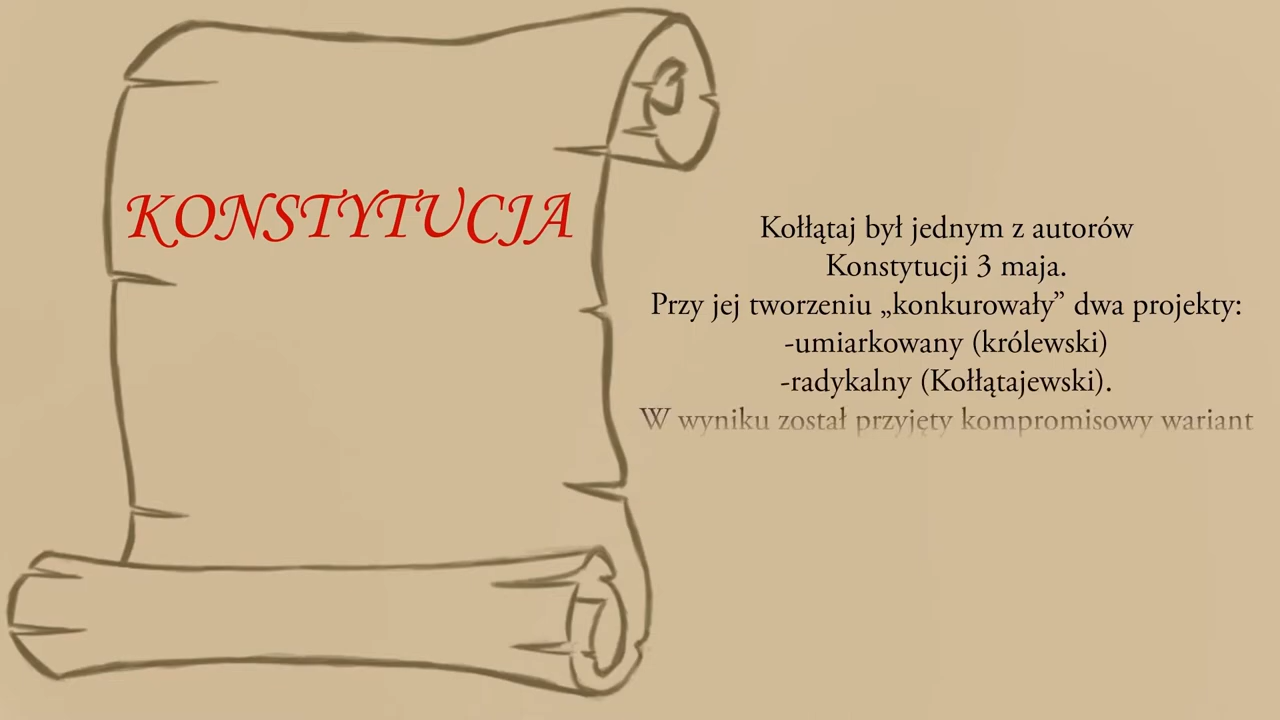 KONSTYTUCJA
Kołłątaj był jednym z autorów
Konstytucji 3 maja.
Przy jej tworzeniu „konkurowały” dwa projekty:
-umiarkowany (królewski)
-radykalny (Kołłątajewski).
W wyniku został przyjęty kompromisowy wariant